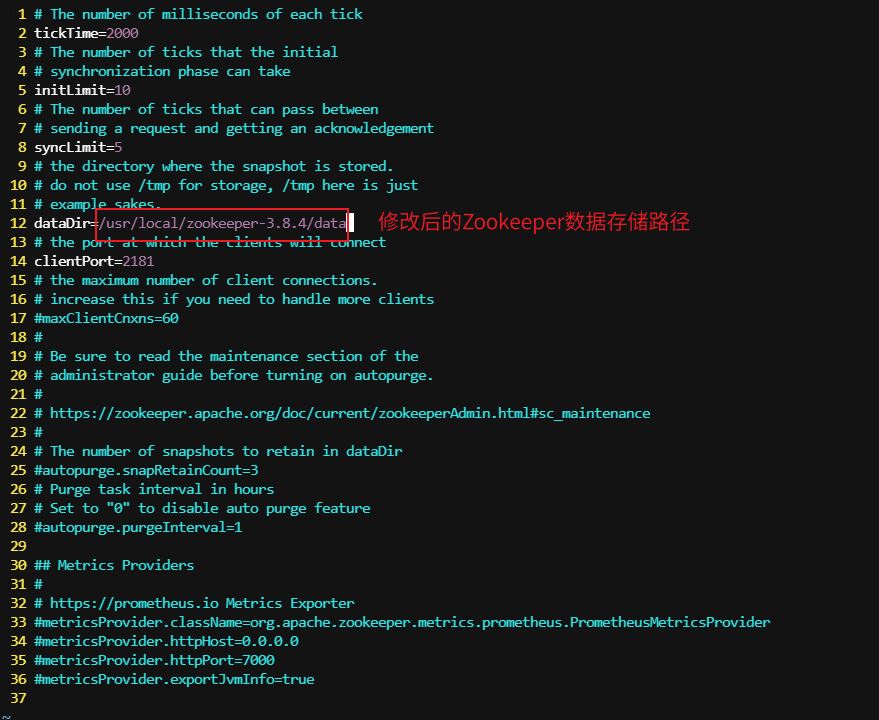 1 # The number of milliseconds of each tick
2 tickTime=2000
3 # The number of ticks that the initial
4 # synchronization phase can take
5 initLimit=10
6 # The number of ticks that can pass between
7 # sending a request and getting an acknowledgement
8 syncLimit=5
9 # the directory where the snapshot is stored.
10 # do not use /tmp for storage, /tmp here is just
11 # example sakes.
12 dataDir=/usr/local/zookeeper-3.8.4/data 修改后的Zookeeper数据存储路径
13 # the port at which the clients will connect
14 clientPort=2181
15 # the maximum number of client connections.
16 # increase this if you need to handle more clients
17 #maxClientCnxns=60
18 #
19 # Be sure to read the maintenance section of the
20 # administrator guide before turning on autopurge.
21 #
22 # https://zookeeper.apache.org/doc/current/zookeeperAdmin.html#sc_maintenance
23 #
24 # The number of snapshots to retain in dataDir
25 #autopurge.snapRetainCount=3
26 # Purge task interval in hours
27 # Set to "0" to disable auto purge feature
28 #autopurge.purgeInterval=1
29
30 ## Metrics Providers
31 #
32 # https://prometheus.io Metrics Exporter
33 #metricsProvider.className=org.apache.zookeeper.metrics.prometheus.PrometheusMetricsProvider
34 #metricsProvider.httpHost=0.0.0.0
35 #metricsProvider.httpPort=7000
36 #metricsProvider.exportJvmInfo=true
37
~